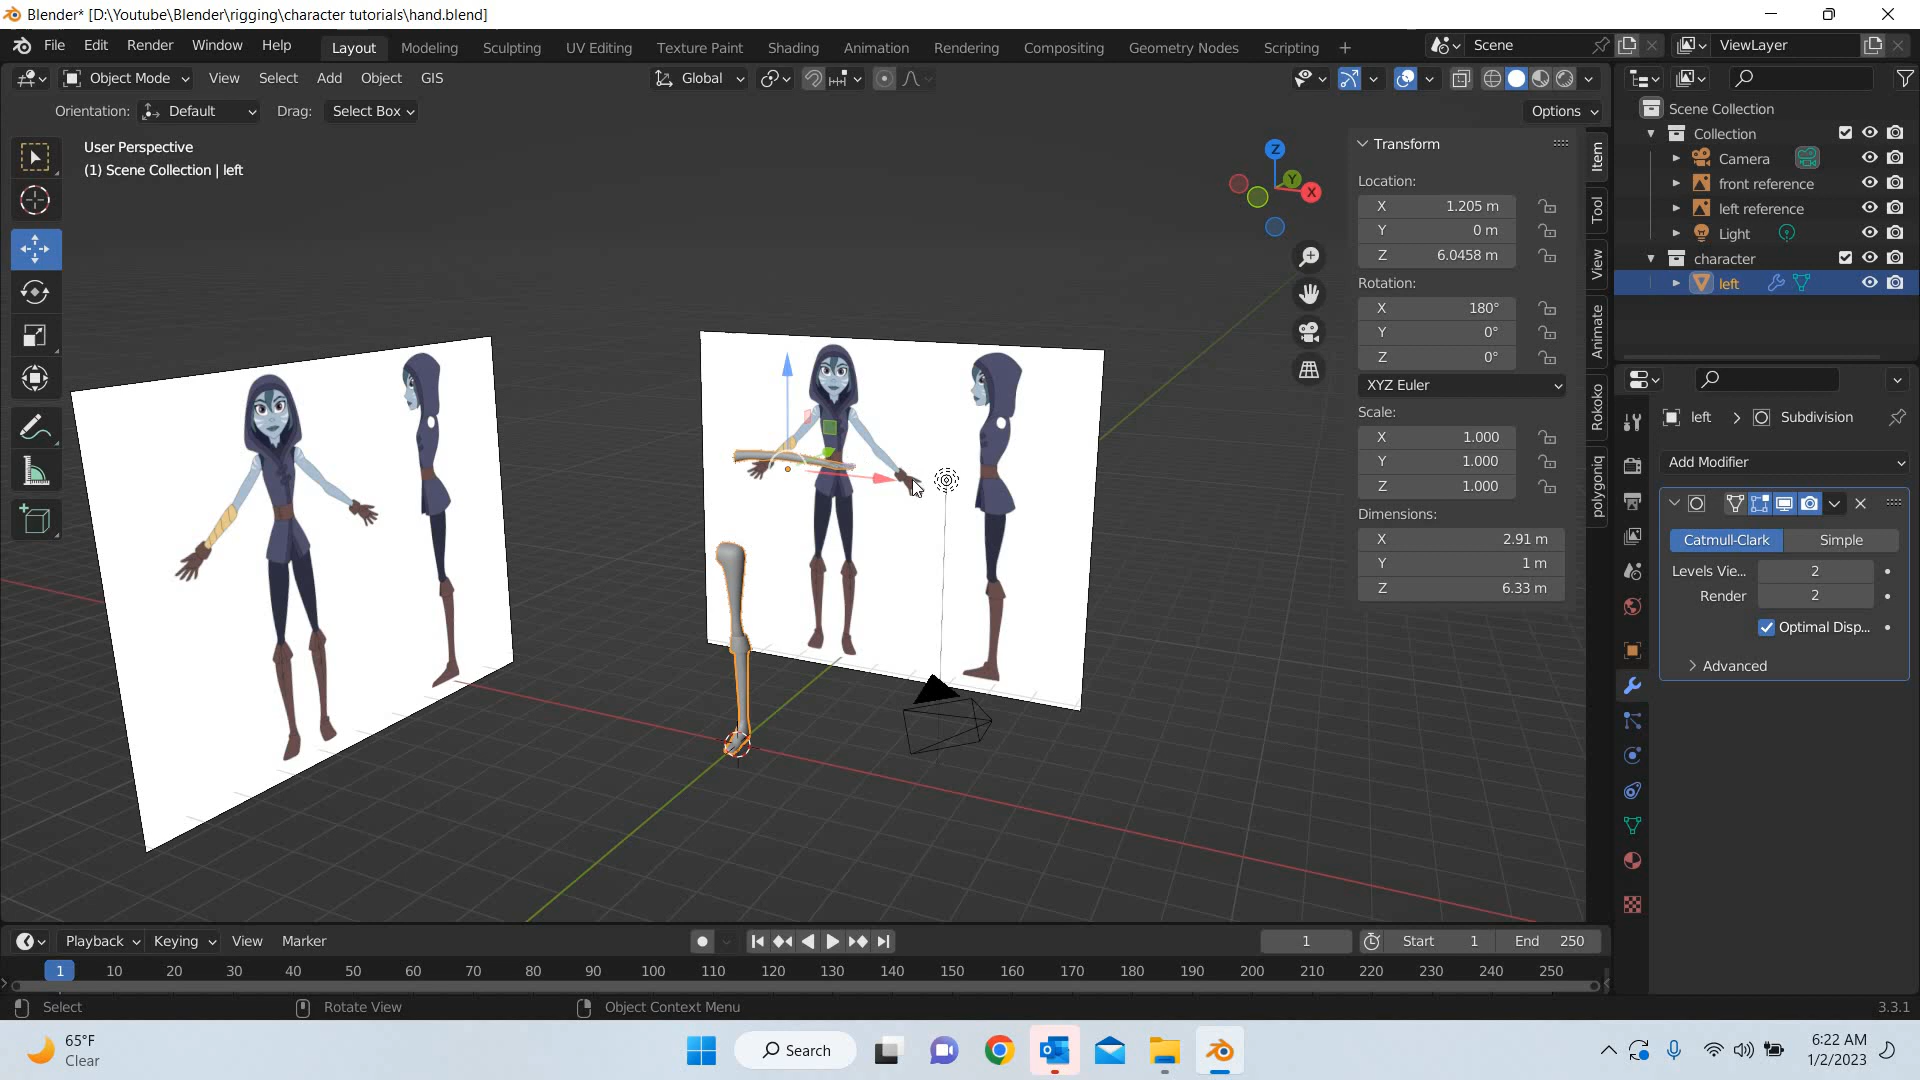 Blender* [D:\Youtube\Blender\rigging\character tutorials\hand.blend]
File Edit Render Window Help Layout Modeling Sculpting UV Editing Texture Paint Shading Animation Rendering Compositing Geometry Nodes Scripting + Scene ViewLayer
Object Mode View Select Add Object GIS Global
Orientation: Default Drag: Select Box Options
User Perspective
(1) Scene Collection | left
Z
Y
X
Transform
Location:
X 1.205 m
Y 0 m
Z 6.0458 m
Rotation:
X 180°
Y 0°
Z 0°
XYZ Euler
Scale:
X 1.000
Y 1.000
Z 1.000
Dimensions:
X 2.91 m
Y 1 m
Z 6.33 m
Item
Tool
View
Animate
Rokoko
polygoniq
Scene Collection
Collection
Camera
front reference
left reference
Light
character
left
left > Subdivision
Add Modifier
Catmull-Clark Simple
Levels Vie... 2
Render 2
Optimal Disp...
Advanced
Playback Keying View Marker 1 Start 1 End 250
1 10 20 30 40 50 60 70 80 90 100 110 120 130 140 150 160 170 180 190 200 210 220 230 240 250
Select Rotate View Object Context Menu 3.3.1
65°F
Clear
Search
6:22 AM
1/2/2023